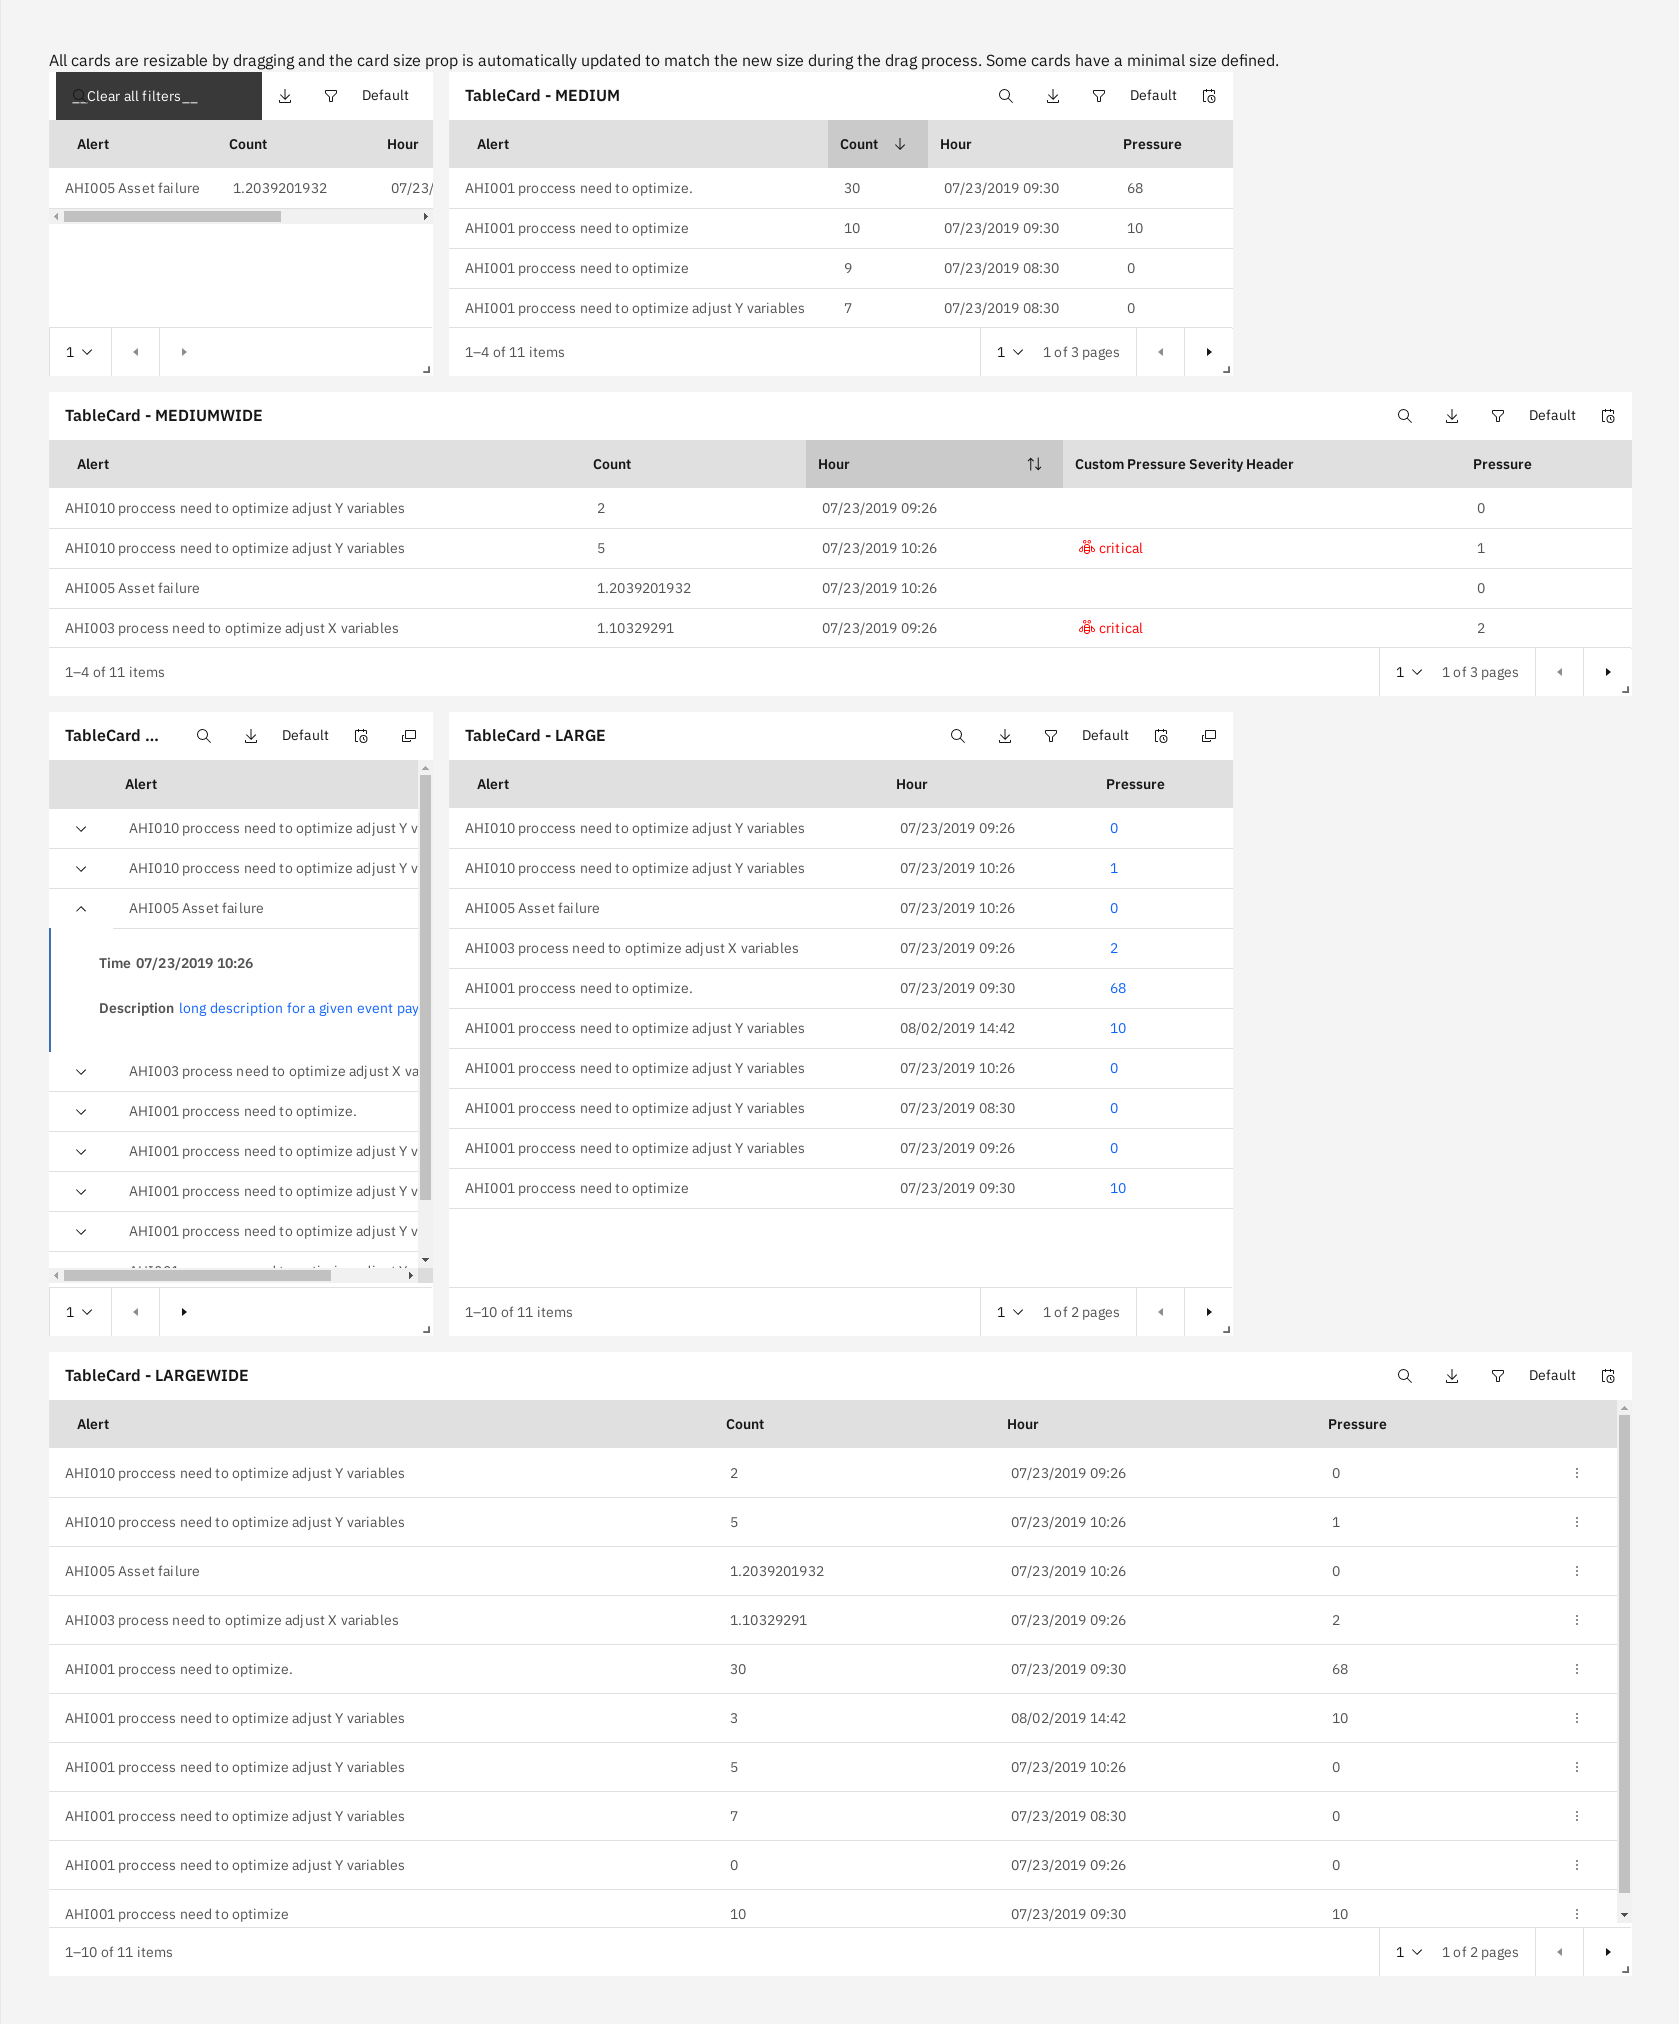 All cards are resizable by dragging and the card size prop is automatically updated to match the new size during the drag process. Some cards have a minimal size defined.
__Clear all filters__ Default
Alert Count Hour
AHI005 Asset failure 1.2039201932 07/23/
1
TableCard - MEDIUM Default
Alert Count Hour Pressure
AHI001 proccess need to optimize. 30 07/23/2019 09:30 68
AHI001 proccess need to optimize 10 07/23/2019 09:30 10
AHI001 proccess need to optimize 9 07/23/2019 08:30 0
AHI001 proccess need to optimize adjust Y variables 7 07/23/2019 08:30 0
1–4 of 11 items 1 1 of 3 pages
TableCard - MEDIUMWIDE Default
Alert Count Hour Custom Pressure Severity Header Pressure
AHI010 proccess need to optimize adjust Y variables 2 07/23/2019 09:26 0
AHI010 proccess need to optimize adjust Y variables 5 07/23/2019 10:26 critical 1
AHI005 Asset failure 1.2039201932 07/23/2019 10:26 0
AHI003 process need to optimize adjust X variables 1.10329291 07/23/2019 09:26 critical 2
1–4 of 11 items 1 1 of 3 pages
TableCard ... Default
Alert
AHI010 proccess need to optimize adjust Y v
AHI010 proccess need to optimize adjust Y v
AHI005 Asset failure
Time 07/23/2019 10:26
Description long description for a given event pay
AHI003 process need to optimize adjust X va
AHI001 proccess need to optimize.
AHI001 proccess need to optimize adjust Y v
AHI001 proccess need to optimize adjust Y v
AHI001 proccess need to optimize adjust Y v
1
TableCard - LARGE Default
Alert Hour Pressure
AHI010 proccess need to optimize adjust Y variables 07/23/2019 09:26 0
AHI010 proccess need to optimize adjust Y variables 07/23/2019 10:26 1
AHI005 Asset failure 07/23/2019 10:26 0
AHI003 process need to optimize adjust X variables 07/23/2019 09:26 2
AHI001 proccess need to optimize. 07/23/2019 09:30 68
AHI001 proccess need to optimize adjust Y variables 08/02/2019 14:42 10
AHI001 proccess need to optimize adjust Y variables 07/23/2019 10:26 0
AHI001 proccess need to optimize adjust Y variables 07/23/2019 08:30 0
AHI001 proccess need to optimize adjust Y variables 07/23/2019 09:26 0
AHI001 proccess need to optimize 07/23/2019 09:30 10
1–10 of 11 items 1 1 of 2 pages
TableCard - LARGEWIDE Default
Alert Count Hour Pressure
AHI010 proccess need to optimize adjust Y variables 2 07/23/2019 09:26 0
AHI010 proccess need to optimize adjust Y variables 5 07/23/2019 10:26 1
AHI005 Asset failure 1.2039201932 07/23/2019 10:26 0
AHI003 process need to optimize adjust X variables 1.10329291 07/23/2019 09:26 2
AHI001 proccess need to optimize. 30 07/23/2019 09:30 68
AHI001 proccess need to optimize adjust Y variables 3 08/02/2019 14:42 10
AHI001 proccess need to optimize adjust Y variables 5 07/23/2019 10:26 0
AHI001 proccess need to optimize adjust Y variables 7 07/23/2019 08:30 0
AHI001 proccess need to optimize adjust Y variables 0 07/23/2019 09:26 0
AHI001 proccess need to optimize 10 07/23/2019 09:30 10
1–10 of 11 items 1 1 of 2 pages